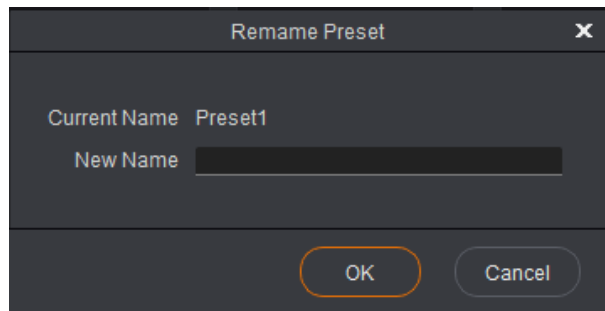 Remame Preset
Current Name Preset1
New Name
OK Cancel